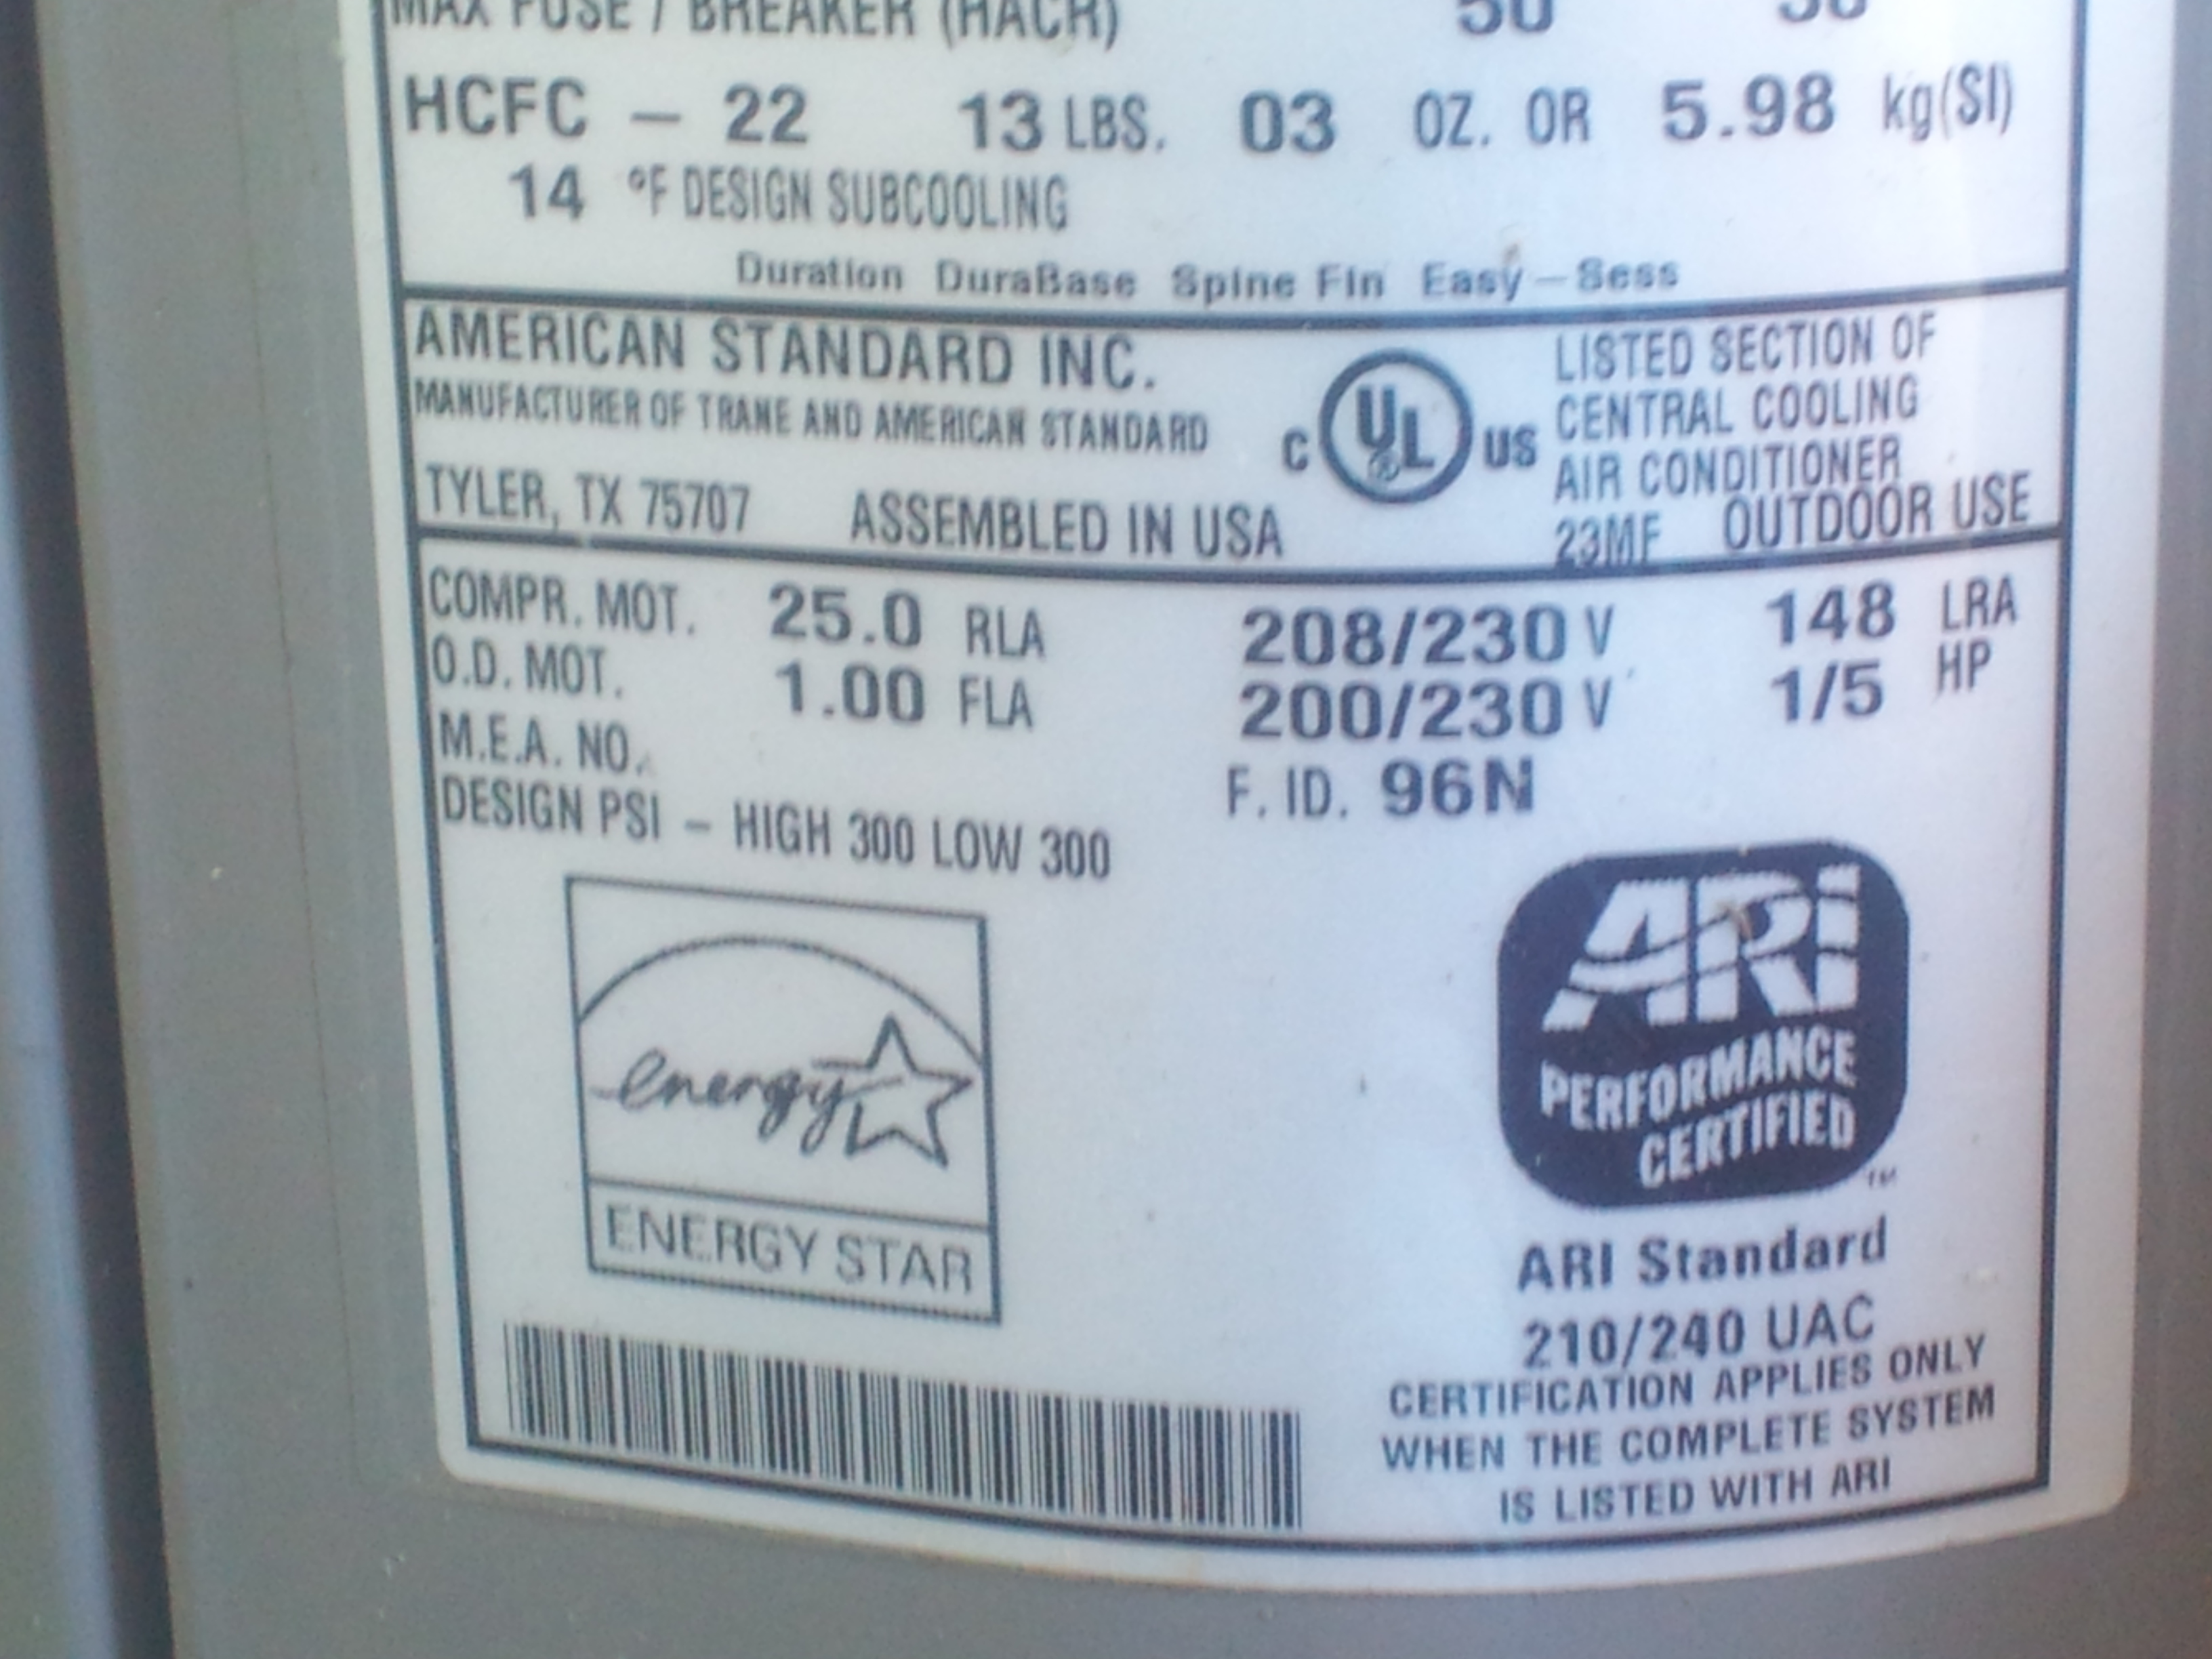 MAX FUSE / BREAKER (HACR) 50 50
HCFC – 22 13 LBS. 03 OZ. OR 5.98 kg(SI)
14 °F DESIGN SUBCOOLING
Duration DuraBase Spine Fin Easy–Sess
AMERICAN STANDARD INC.
MANUFACTURER OF TRANE AND AMERICAN STANDARD
TYLER, TX 75707 ASSEMBLED IN USA
C UL ® US
LISTED SECTION OF
CENTRAL COOLING
AIR CONDITIONER
23MF OUTDOOR USE
COMPR. MOT. 25.0 RLA 208/230 V 148 LRA
O.D. MOT. 1.00 FLA 200/230 V 1/5 HP
M.E.A. NO. F. ID. 96N
DESIGN PSI – HIGH 300 LOW 300
energy
ENERGY STAR
ARI
PERFORMANCE
CERTIFIED
TM
ARI Standard
210/240 UAC
CERTIFICATION APPLIES ONLY
WHEN THE COMPLETE SYSTEM
IS LISTED WITH ARI